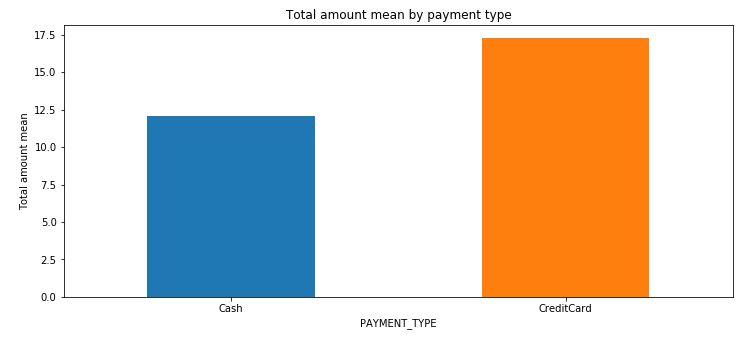 Total amount mean by payment type
17.5
15.0
12.5
10.0
7.5
5.0
2.5
0.0
Total amount mean
Cash
CreditCard
PAYMENT_TYPE